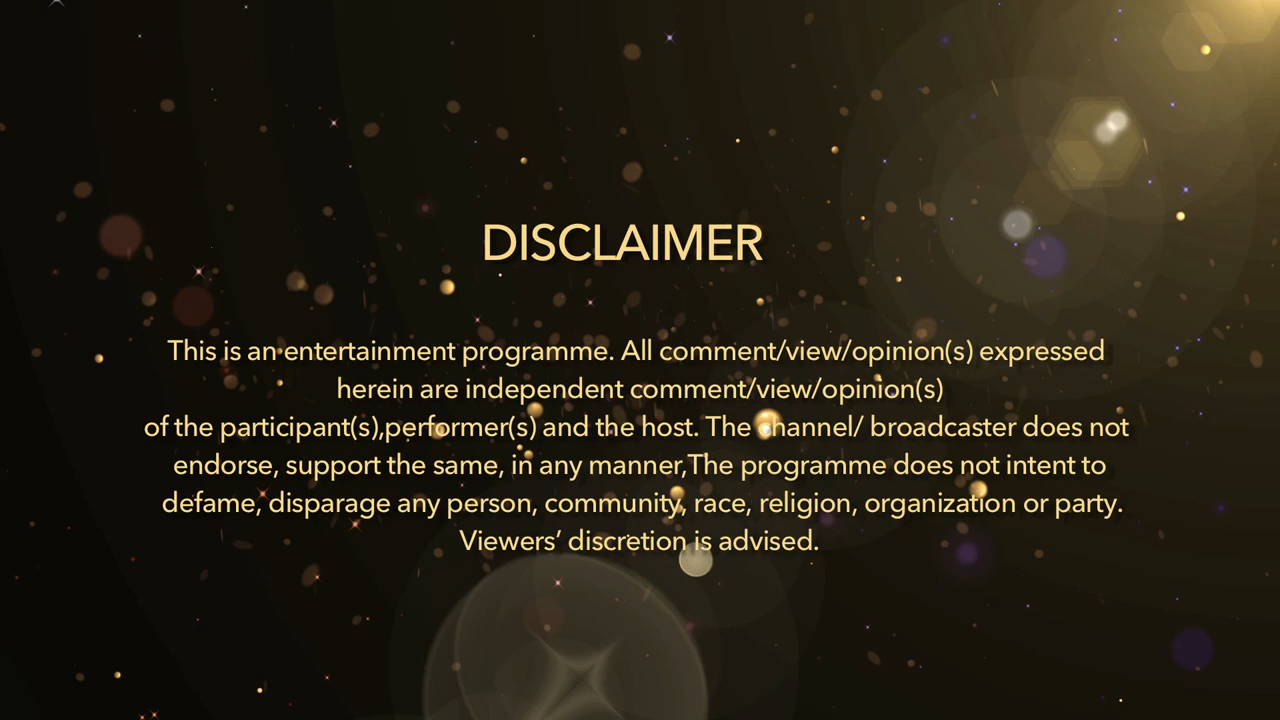 DISCLAIMER
This is an entertainment programme. All comment/view/opinion(s) expressed
herein are independent comment/view/opinion(s)
of the participant(s),performer(s) and the host. The channel/ broadcaster does not
endorse, support the same, in any manner,The programme does not intent to
defame, disparage any person, community, race, religion, organization or party.
Viewers’ discretion is advised.